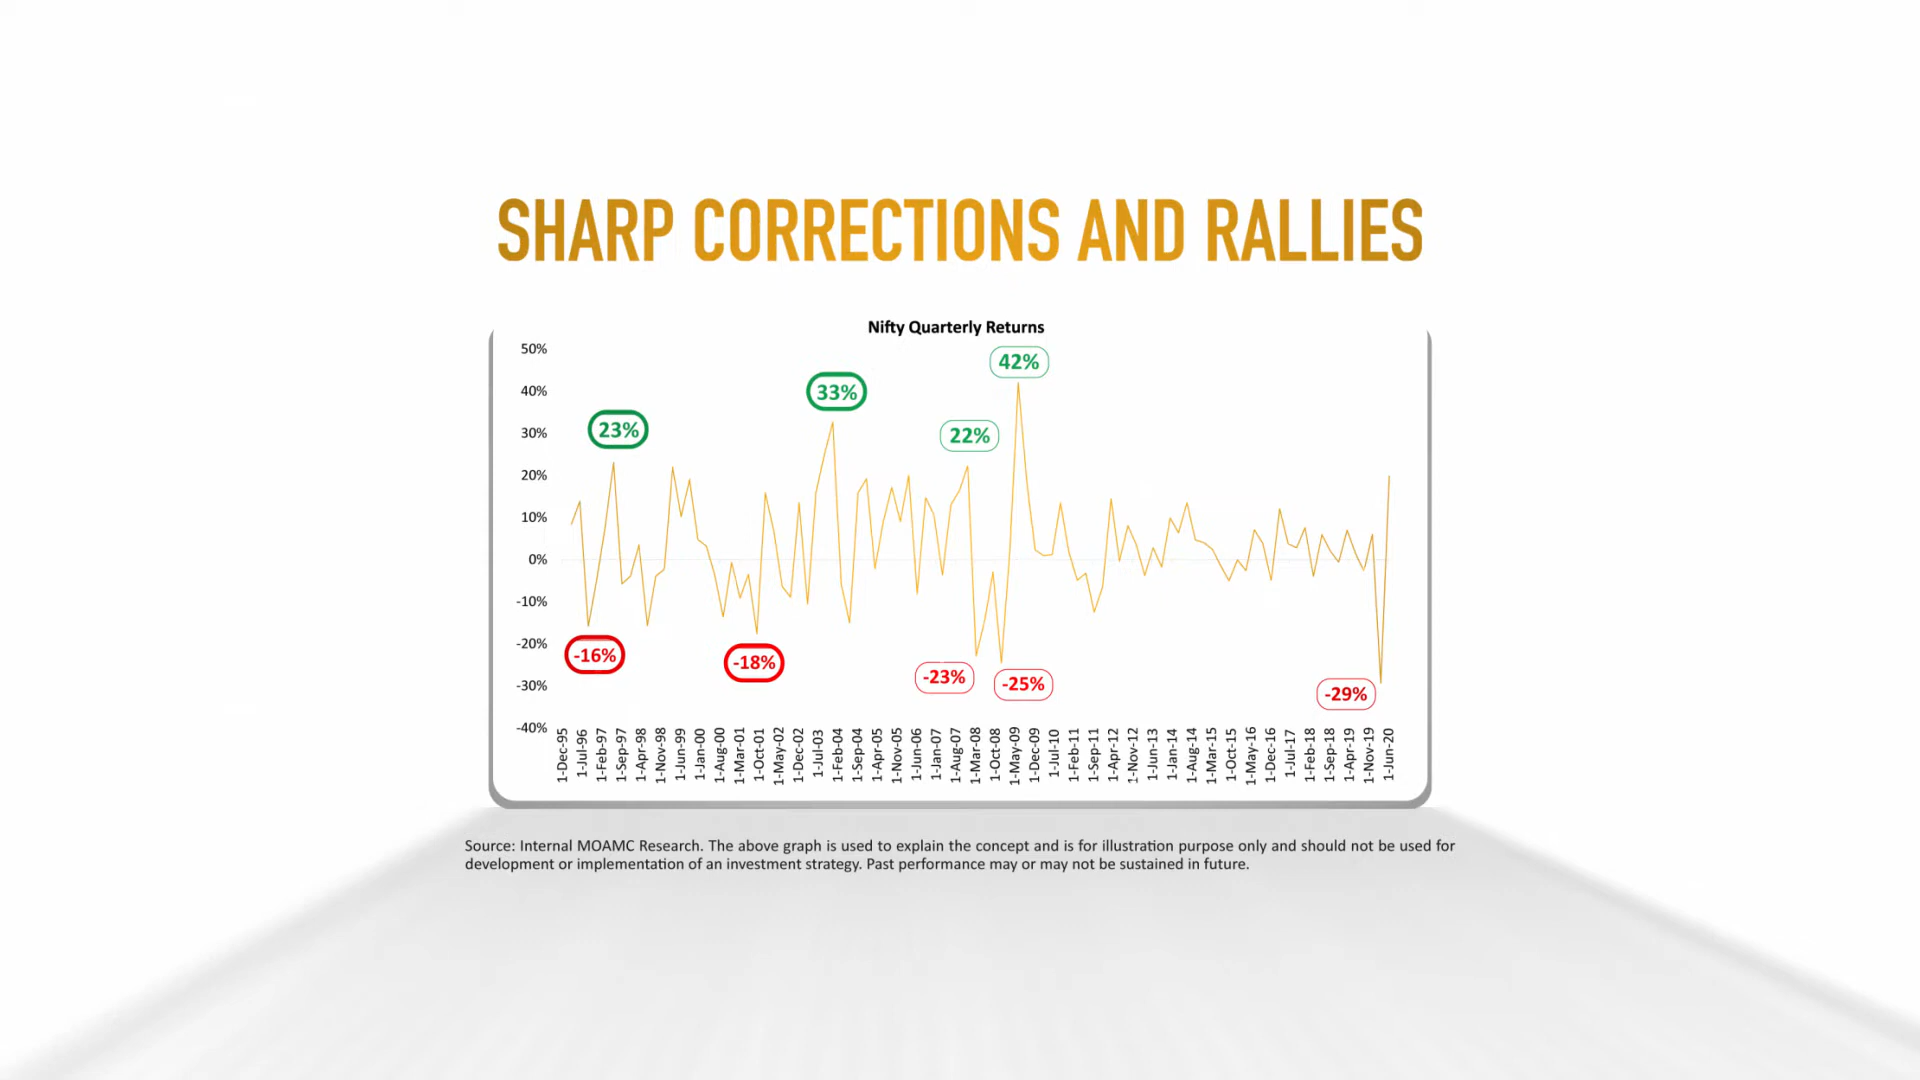 SHARP CORRECTIONS AND RALLIES
Nifty Quarterly Returns
50%
40%
30%
20%
10%
0%
-10%
-20%
-30%
-40%
23%
33%
22%
42%
-16%
-18%
-23%
-25%
-29%
1-Dec-95
1-Jul-96
1-Feb-97
1-Sep-97
1-Apr-98
1-Nov-98
1-Jun-99
1-Jan-00
1-Aug-00
1-Mar-01
1-Oct-01
1-May-02
1-Dec-02
1-Jul-03
1-Feb-04
1-Sep-04
1-Apr-05
1-Nov-05
1-Jun-06
1-Jan-07
1-Aug-07
1-Mar-08
1-Oct-08
1-May-09
1-Dec-09
1-Jul-10
1-Feb-11
1-Sep-11
1-Apr-12
1-Nov-12
1-Jun-13
1-Jan-14
1-Aug-14
1-Mar-15
1-Oct-15
1-May-16
1-Dec-16
1-Jul-17
1-Feb-18
1-Sep-18
1-Apr-19
1-Nov-19
1-Jun-20
Source: Internal MOAMC Research. The above graph is used to explain the concept and is for illustration purpose only and should not be used for
development or implementation of an investment strategy. Past performance may or may not be sustained in future.